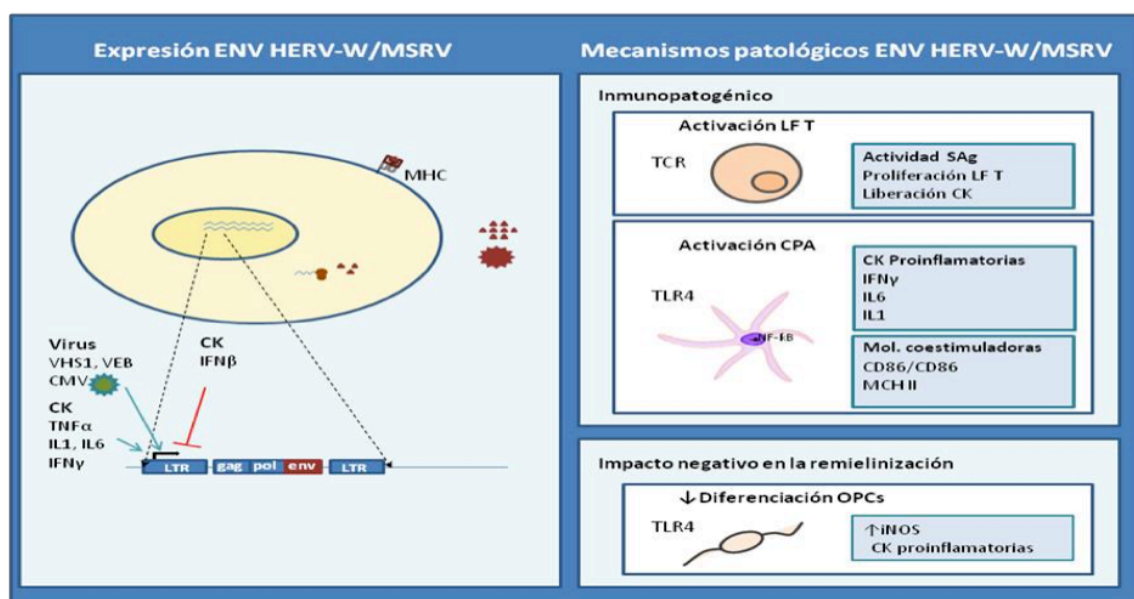 Expresión ENV HERV-W/MSRV
MHC
Virus
VHS1, VEB
CMV
CK
TNFα
IL1, IL6
IFNγ
CK
IFNβ
LTR
gag
pol
env
LTR
Mecanismos patológicos ENV HERV-W/MSRV
Inmunopatogénico
Activación LF T
TCR
Actividad SAg
Proliferación LF T
Liberación CK
Activación CPA
TLR4
CK Proinflamatorias
IFNγ
IL6
IL1
Mol. coestimuladoras
CD86/CD86
MCH II
Impacto negativo en la remielinización
↓ Diferenciación OPCs
TLR4
↑iNOS
CK proinflamatorias